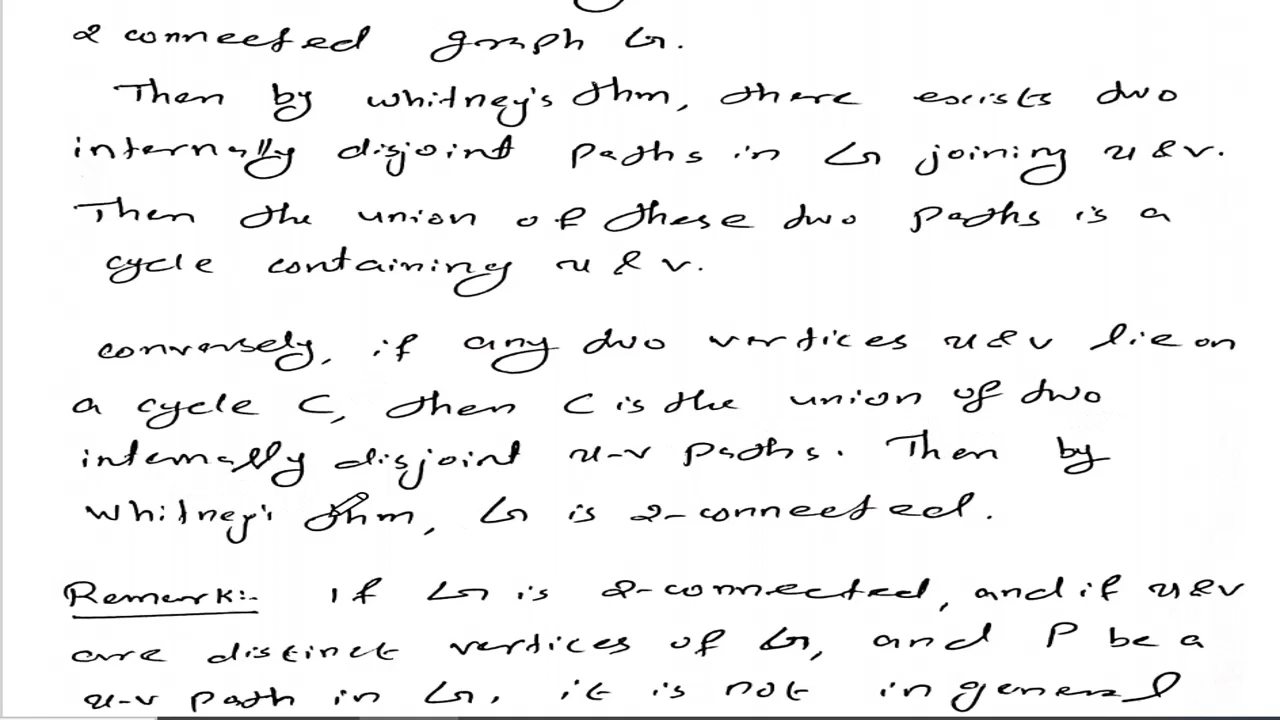 2 connected graph G.
Then by whitney's thm, there exists two
internally disjoint paths in G joining u & v.
Then the union of these two paths is a
cycle containing u & v.
conversely, if any two vertices u & v lie on
a cycle C, then C is the union of two
internally disjoint u-v paths. Then by
whitney's thm, G is 2-connected.
Remark:- If G is 2-connected, and if u & v
are distinct vertices of G, and P be a
u-v path in G, it is not in general